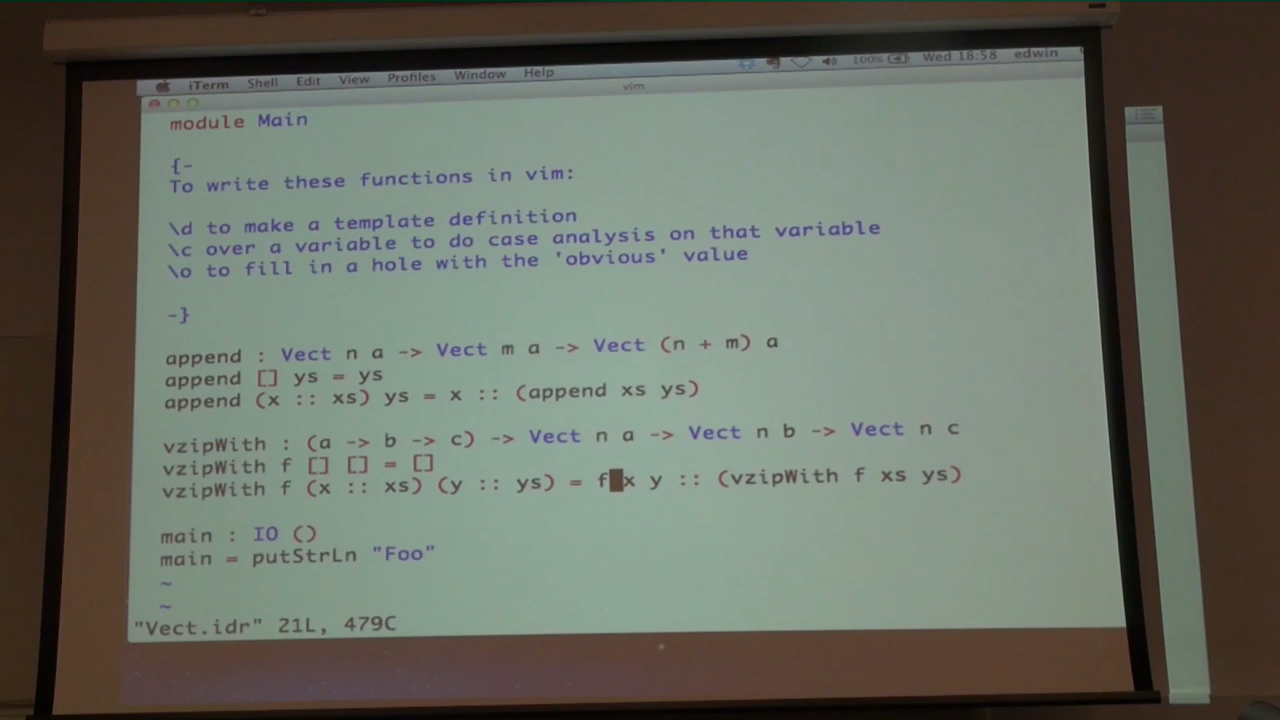 iTerm Shell Edit View Profiles Window Help 100% Wed 18:58 edwin
vim
module Main
{-
To write these functions in vim:
\d to make a template definition
\c over a variable to do case analysis on that variable
\o to fill in a hole with the 'obvious' value
-}
append : Vect n a -> Vect m a -> Vect (n + m) a
append [] ys = ys
append (x :: xs) ys = x :: (append xs ys)
vzipWith : (a -> b -> c) -> Vect n a -> Vect n b -> Vect n c
vzipWith f [] [] = []
vzipWith f (x :: xs) (y :: ys) = f x y :: (vzipWith f xs ys)
main : IO ()
main = putStrLn "Foo"
~
~
"Vect.idr" 21L, 479C